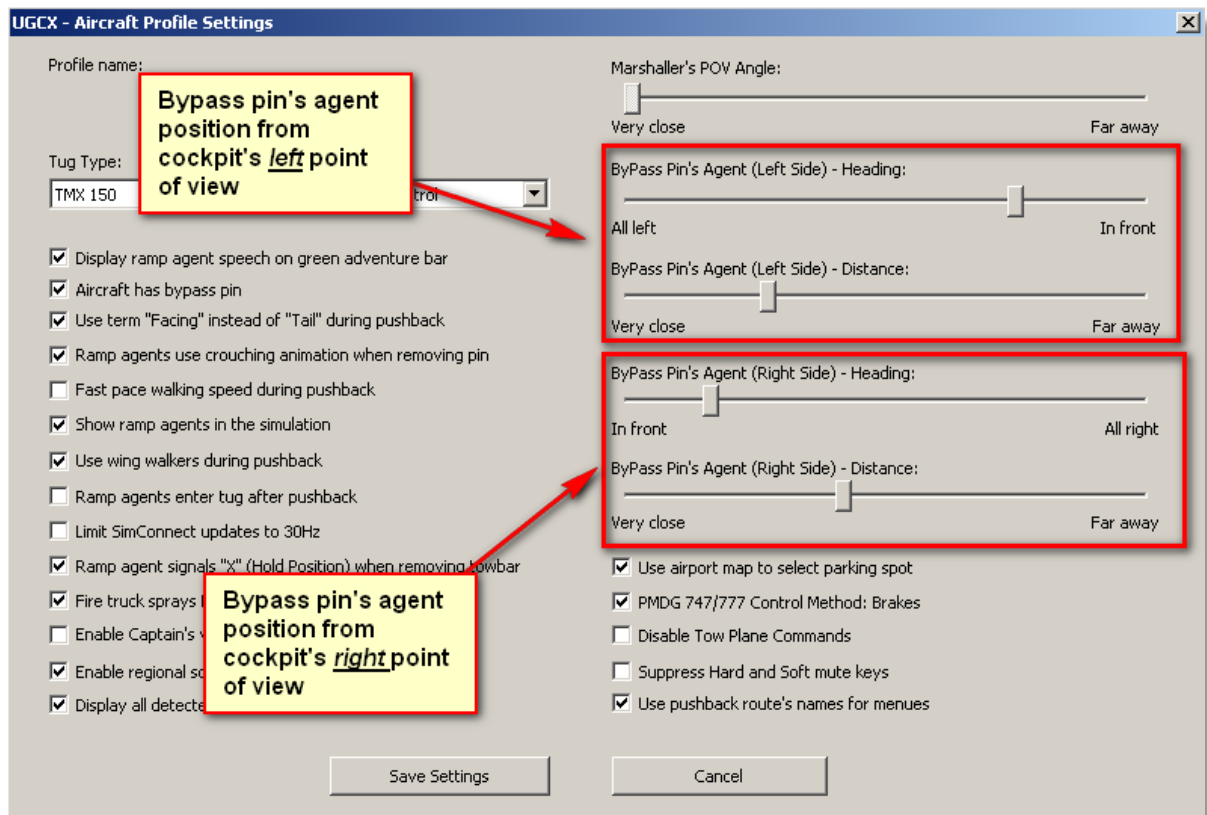 UGCX - Aircraft Profile Settings
Profile name:
Bypass pin's agent
position from
cockpit's left point
of view
Tug Type:
TMX 150
Display ramp agent speech on green adventure bar
Aircraft has bypass pin
Use term "Facing" instead of "Tail" during pushback
Ramp agents use crouching animation when removing pin
Fast pace walking speed during pushback
Show ramp agents in the simulation
Use wing walkers during pushback
Ramp agents enter tug after pushback
Limit SimConnect updates to 30Hz
Ramp agent signals "X" (Hold Position) when removing towbar
Fire truck sprays
Enable Captain's
Enable regional
Display all
Bypass pin's agent
position from
cockpit's right point
of view
Marshaller's POV Angle:
Very close Far away
ByPass Pin's Agent (Left Side) - Heading:
All left In front
ByPass Pin's Agent (Left Side) - Distance:
Very close Far away
ByPass Pin's Agent (Right Side) - Heading:
In front All right
ByPass Pin's Agent (Right Side) - Distance:
Very close Far away
Use airport map to select parking spot
PMDG 747/777 Control Method: Brakes
Disable Tow Plane Commands
Suppress Hard and Soft mute keys
Use pushback route's names for menues
Save Settings
Cancel